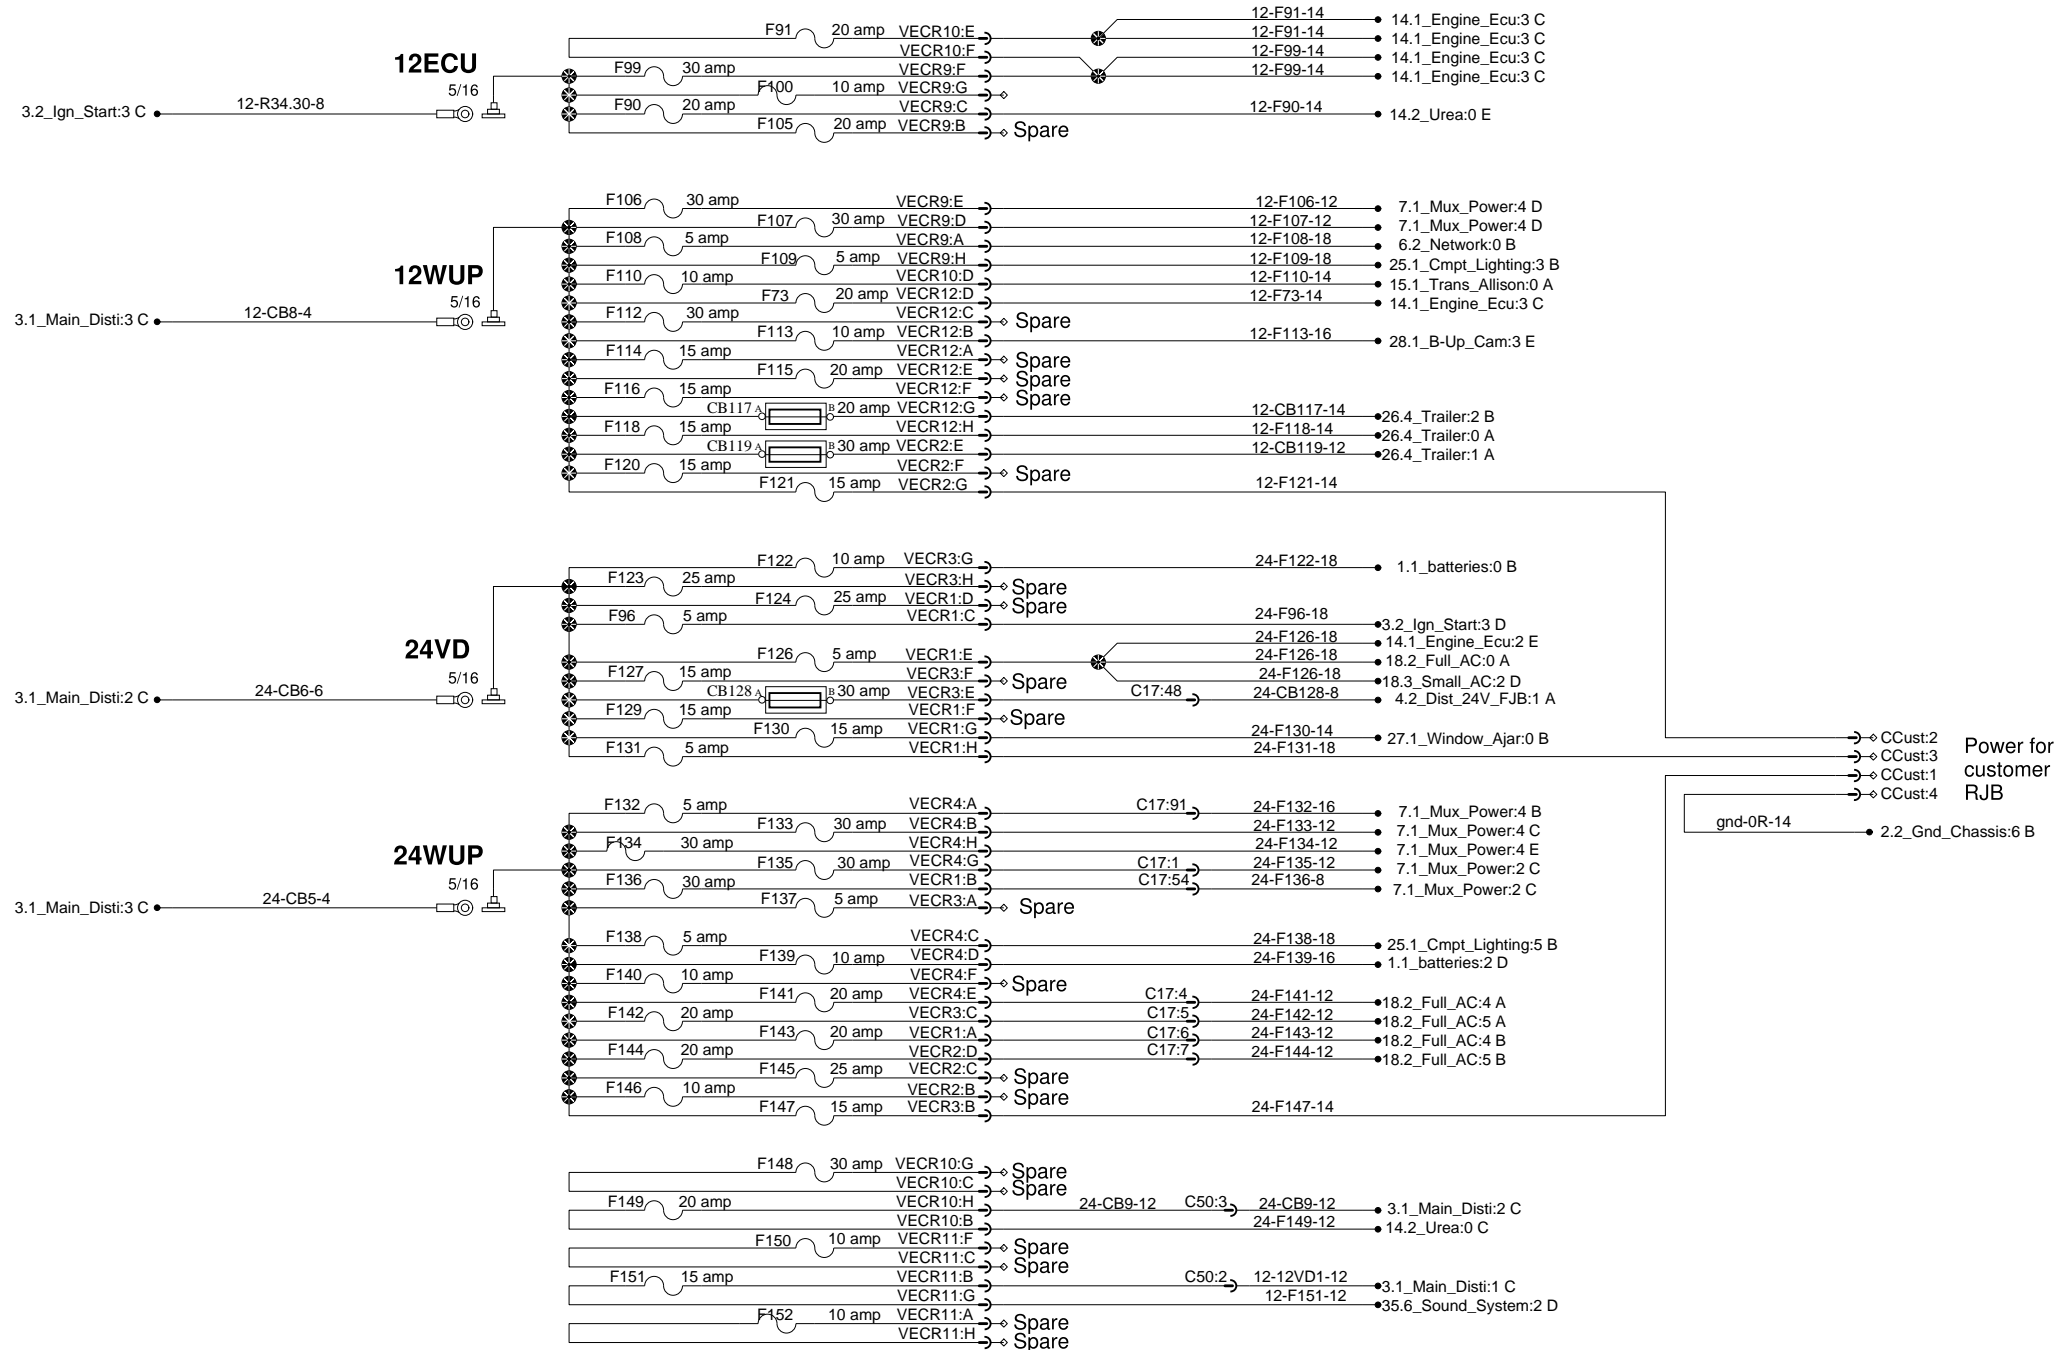 12-F91-14
14.1_Engine_Ecu:3 C
F91 20 amp VECR10:E 12-F91-14 14.1_Engine_Ecu:3 C
VECR10:F 12-F99-14 14.1_Engine_Ecu:3 C
12ECU F99 30 amp VECR9:F 12-F99-14 14.1_Engine_Ecu:3 C
5/16 F100 10 amp VECR9:G
3.2_Ign_Start:3 C 12-R34.30-8 F90 20 amp VECR9:C 12-F90-14 14.2_Urea:0 E
F105 20 amp VECR9:B Spare
F106 30 amp VECR9:E 12-F106-12 7.1_Mux_Power:4 D
F107 30 amp VECR9:D 12-F107-12 7.1_Mux_Power:4 D
F108 5 amp VECR9:A 12-F108-18 6.2_Network:0 B
F109 5 amp VECR9:H 12-F109-18 25.1_Cmpt_Lighting:3 B
12WUP F110 10 amp VECR10:D 12-F110-14 15.1_Trans_Allison:0 A
5/16 F73 20 amp VECR12:D 12-F73-14 14.1_Engine_Ecu:3 C
3.1_Main_Disti:3 C 12-CB8-4 F112 30 amp VECR12:C Spare
F113 10 amp VECR12:B 12-F113-16 28.1_B-Up_Cam:3 E
F114 15 amp VECR12:A Spare
F115 20 amp VECR12:E Spare
F116 15 amp VECR12:F Spare
CB117 A B 20 amp VECR12:G 12-CB117-14 26.4_Trailer:2 B
F118 15 amp VECR12:H 12-F118-14 26.4_Trailer:0 A
CB119 A B 30 amp VECR2:E 12-CB119-12 26.4_Trailer:1 A
F120 15 amp VECR2:F Spare
F121 15 amp VECR2:G 12-F121-14
F122 10 amp VECR3:G 24-F122-18 1.1_batteries:0 B
F123 25 amp VECR3:H Spare
F124 25 amp VECR1:D Spare
F96 5 amp VECR1:C 24-F96-18 3.2_Ign_Start:3 D
24-F126-18 14.1_Engine_Ecu:2 E
24VD F126 5 amp VECR1:E 24-F126-18 18.2_Full_AC:0 A
5/16 F127 15 amp VECR3:F Spare 24-F126-18 18.3_Small_AC:2 D
3.1_Main_Disti:2 C 24-CB6-6 CB128 A B 30 amp VECR3:E C17:48 24-CB128-8 4.2_Dist_24V_FJB:1 A
F129 15 amp VECR1:F Spare
F130 15 amp VECR1:G 24-F130-14 27.1_Window_Ajar:0 B CCust:2
F131 5 amp VECR1:H 24-F131-18 CCust:3
CCust:1
CCust:4
Power for
customer
RJB
F132 5 amp VECR4:A C17:91 24-F132-16 7.1_Mux_Power:4 B
F133 30 amp VECR4:B 24-F133-12 7.1_Mux_Power:4 C gnd-0R-14 2.2_Gnd_Chassis:6 B
F134 30 amp VECR4:H 24-F134-12 7.1_Mux_Power:4 E
24WUP F135 30 amp VECR4:G C17:1 24-F135-12 7.1_Mux_Power:2 C
5/16 F136 30 amp VECR1:B C17:54 24-F136-8 7.1_Mux_Power:2 C
3.1_Main_Disti:3 C 24-CB5-4 F137 5 amp VECR3:A Spare
F138 5 amp VECR4:C 24-F138-18 25.1_Cmpt_Lighting:5 B
F139 10 amp VECR4:D 24-F139-16 1.1_batteries:2 D
F140 10 amp VECR4:F Spare
F141 20 amp VECR4:E C17:4 24-F141-12 18.2_Full_AC:4 A
F142 20 amp VECR3:C C17:5 24-F142-12 18.2_Full_AC:5 A
F143 20 amp VECR1:A C17:6 24-F143-12 18.2_Full_AC:4 B
F144 20 amp VECR2:D C17:7 24-F144-12 18.2_Full_AC:5 B
F145 25 amp VECR2:C Spare
F146 10 amp VECR2:B Spare
F147 15 amp VECR3:B 24-F147-14
F148 30 amp VECR10:G Spare
VECR10:C Spare
F149 20 amp VECR10:H 24-CB9-12 C50:3 24-CB9-12 3.1_Main_Disti:2 C
VECR10:B 24-F149-12 14.2_Urea:0 C
F150 10 amp VECR11:F Spare
VECR11:C Spare
F151 15 amp VECR11:B C50:2 12-12VD1-12 3.1_Main_Disti:1 C
VECR11:G 12-F151-12 35.6_Sound_System:2 D
F152 10 amp VECR11:A Spare
VECR11:H Spare